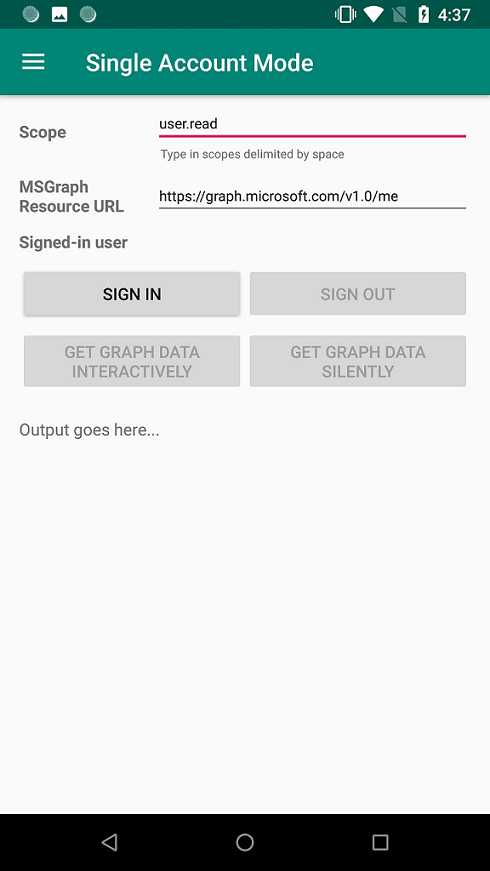 4:37
Single Account Mode
Scope
user.read
Type in scopes delimited by space
MSGraph
Resource URL
https://graph.microsoft.com/v1.0/me
Signed-in user
SIGN IN
SIGN OUT
GET GRAPH DATA
INTERACTIVELY
GET GRAPH DATA
SILENTLY
Output goes here...